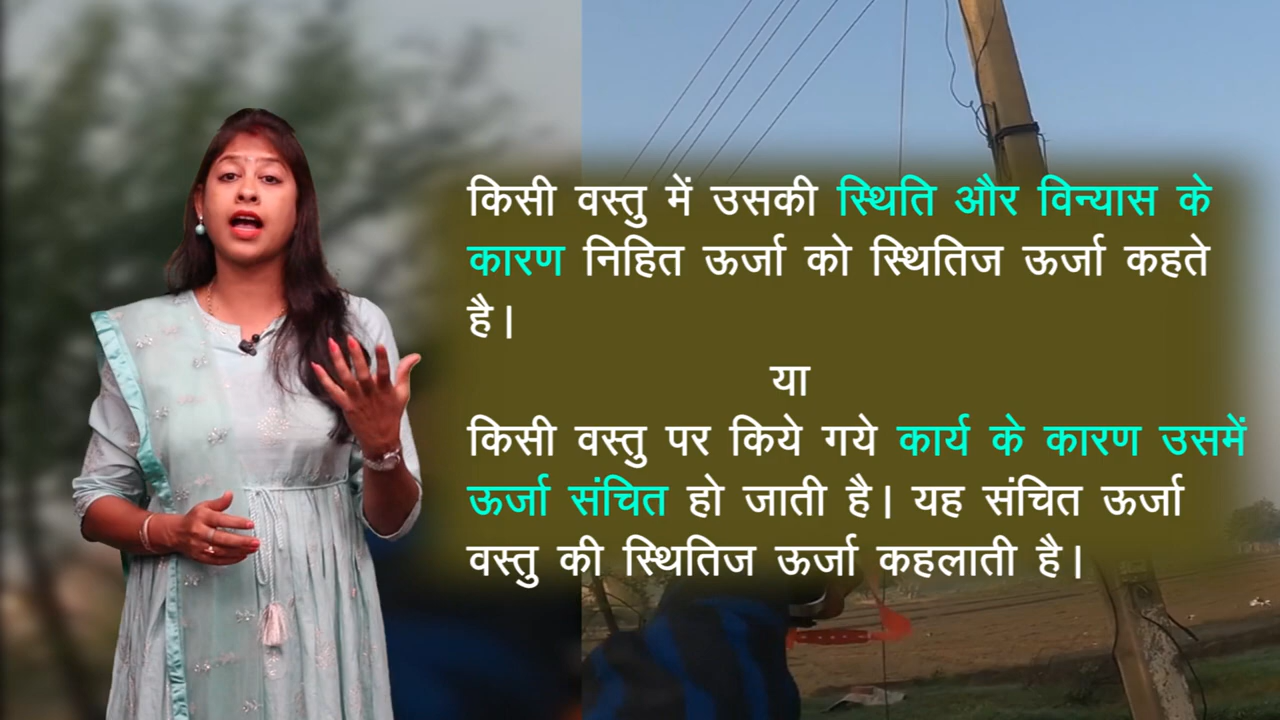 किसी वस्तु में उसकी स्थिति और विन्यास के
कारण निहित ऊर्जा को स्थितिज ऊर्जा कहते
है।
या
किसी वस्तु पर किये गये कार्य के कारण उसमें
ऊर्जा संचित हो जाती है। यह संचित ऊर्जा
वस्तु की स्थितिज ऊर्जा कहलाती है।